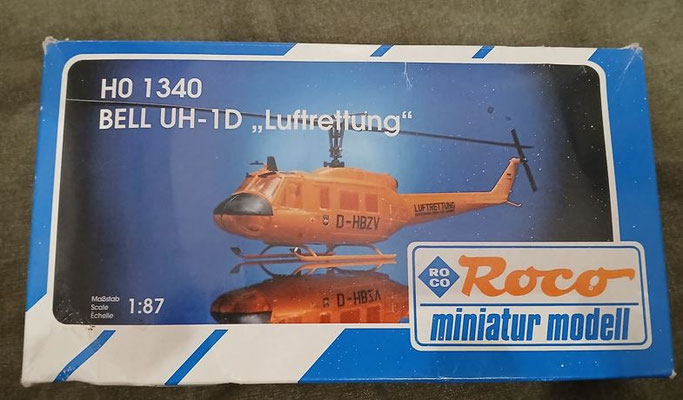 H0 1340
BELL UH-1D „Luftrettung“
LUFTRETTUNG
D-HBZV
D-HBZV
RO
CO
Roco
miniatur modell
Maßstab
Scale
Echelle
1:87